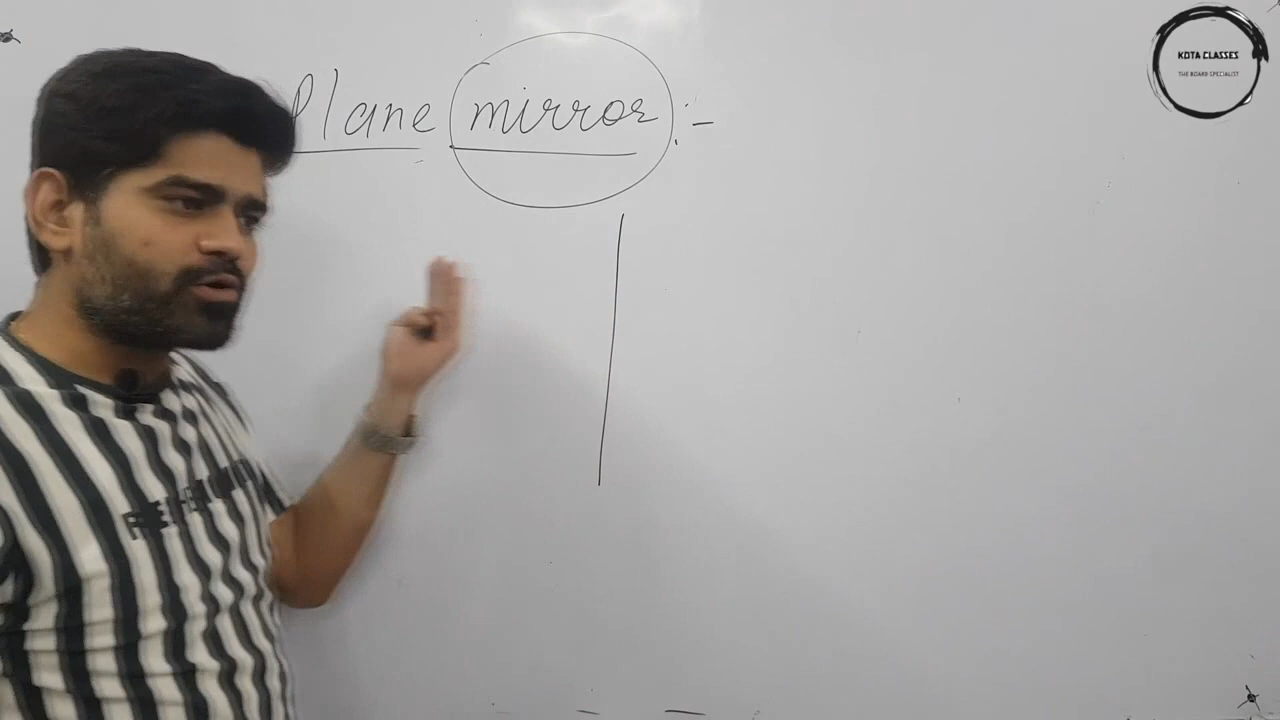 Plane mirror :-
KOTA CLASSES
THE BOARD SPECIALIST